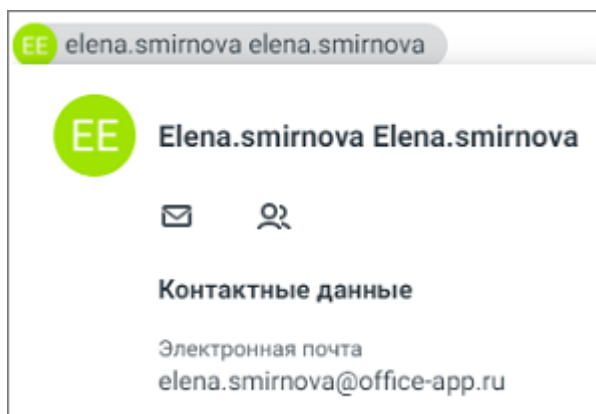 EE elena.smirnova elena.smirnova
EE Elena.smirnova Elena.smirnova
Контактные данные
Электронная почта
elena.smirnova@office-app.ru